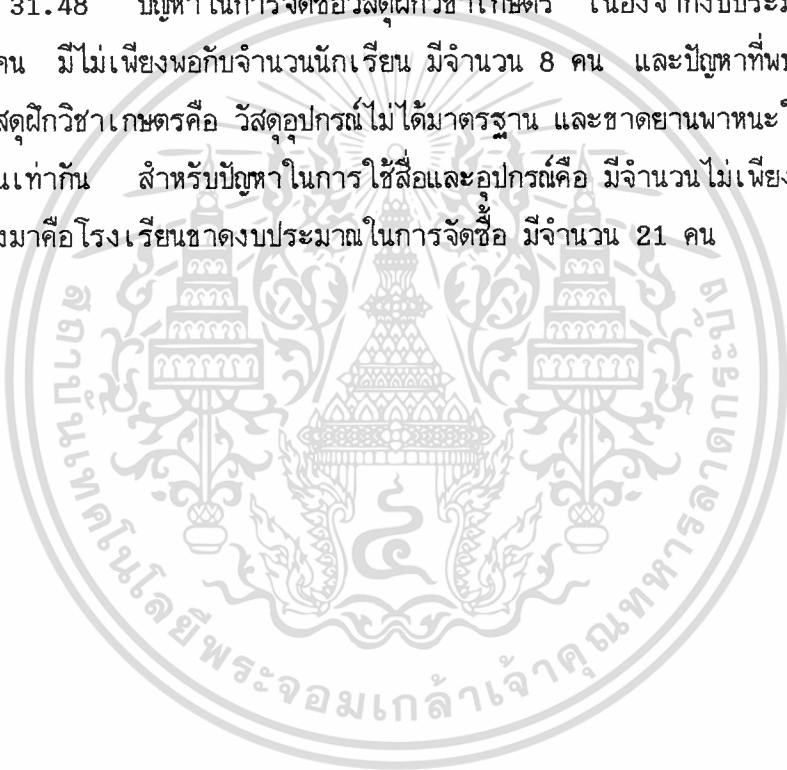 31.48 ปัญหาในการจัดซื้อวัสดุฝึกวิชาเกษตร เนื่องจากงบประม
คน มีไม่เพียงพอกับจำนวนนักเรียน มีจำนวน 8 คน และปัญหาที่พบ
สดุฝึกวิชาเกษตรคือ วัสดุอุปกรณ์ไม่ได้มาตรฐาน และขาดยานพาหนะ
นเท่ากัน สำหรับปัญหาในการใช้สื่อและอุปกรณ์คือ มีจำนวนไม่เพียง
งมาคือโรงเรียนขาดงบประมาณในการจัดซื้อ มีจำนวน 21 คน
สถาบันเทคโนโลยีพระจอมเกล้าเจ้าคุณทหารลาดกระบัง